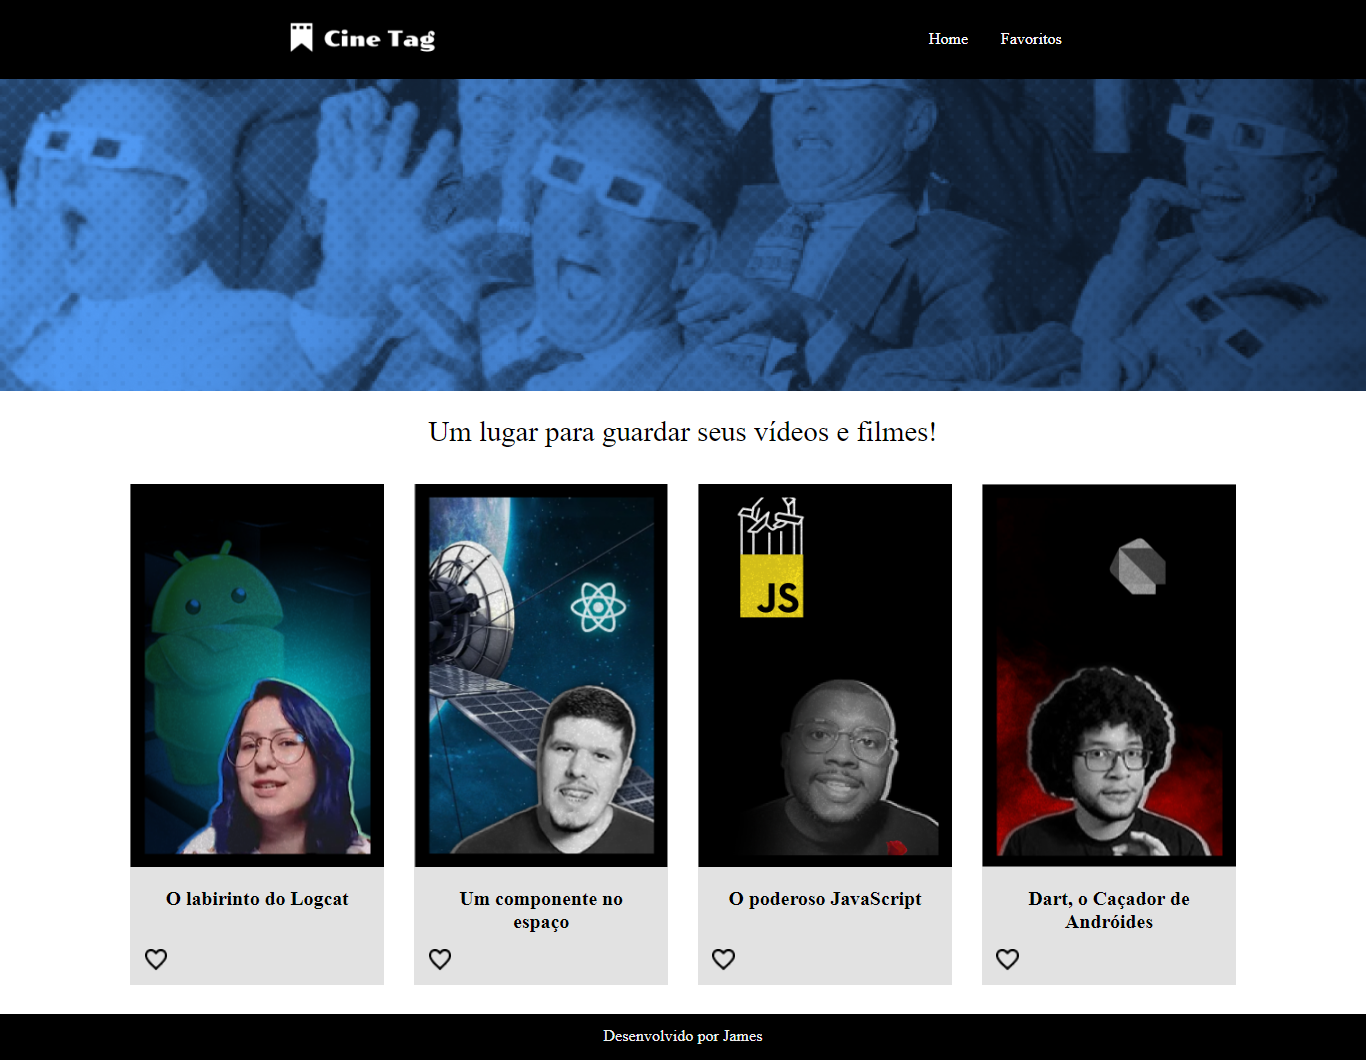 Cine Tag
Home
Favoritos
Um lugar para guardar seus vídeos e filmes!
JS
O labirinto do Logcat
Um componente no
espaço
O poderoso JavaScript
Dart, o Caçador de
Andróides
Desenvolvido por James